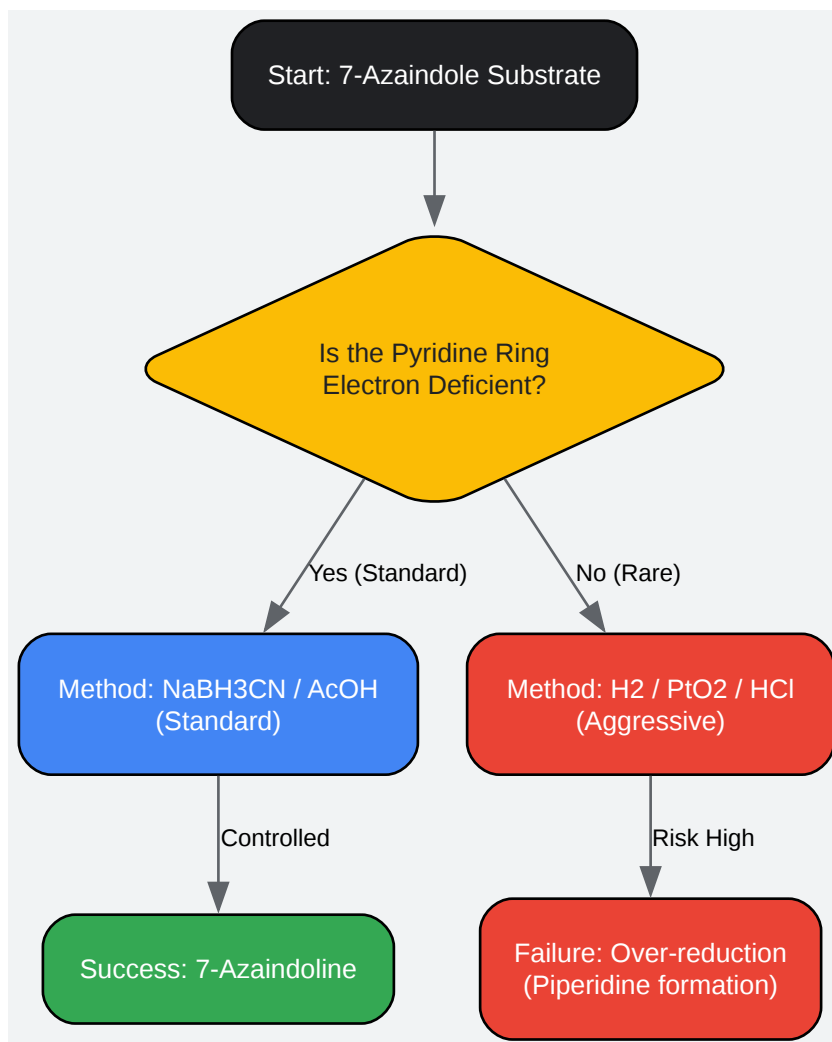 Start: 7-Azaindole Substrate
Is the Pyridine Ring
Electron Deficient?
Yes (Standard)
No (Rare)
Method: NaBH3CN / AcOH
(Standard)
Method: H2 / PtO2 / HCl
(Aggressive)
Controlled
Risk High
Success: 7-Azaindoline
Failure: Over-reduction
(Piperidine formation)